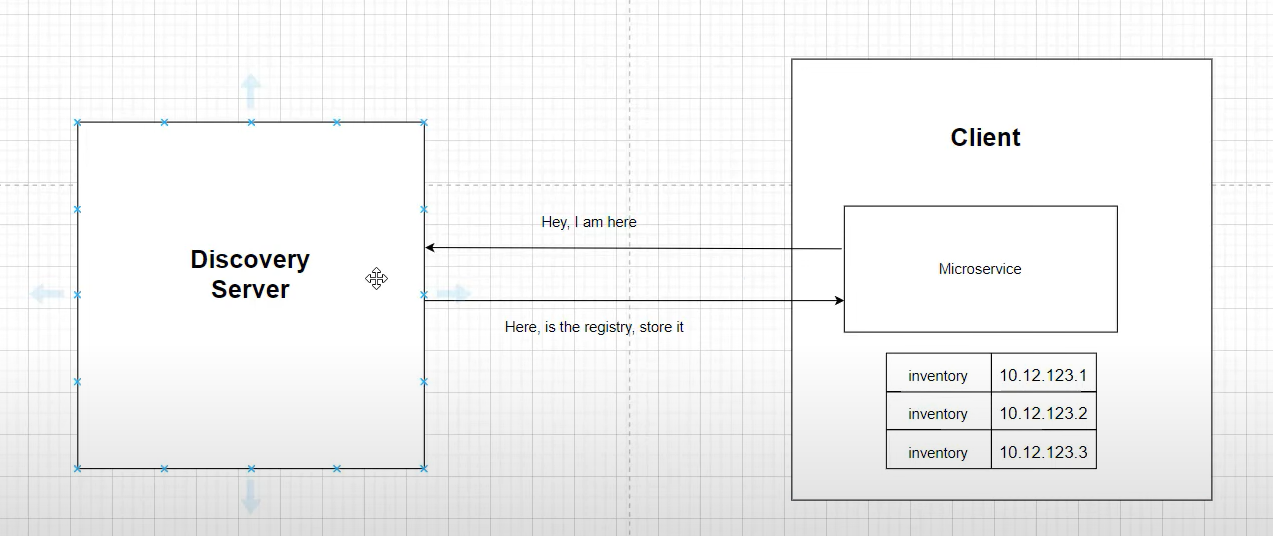 Client
Hey, I am here
Discovery
Server
Microservice
Here, is the registry, store it
inventory 10.12.123.1
inventory 10.12.123.2
inventory 10.12.123.3